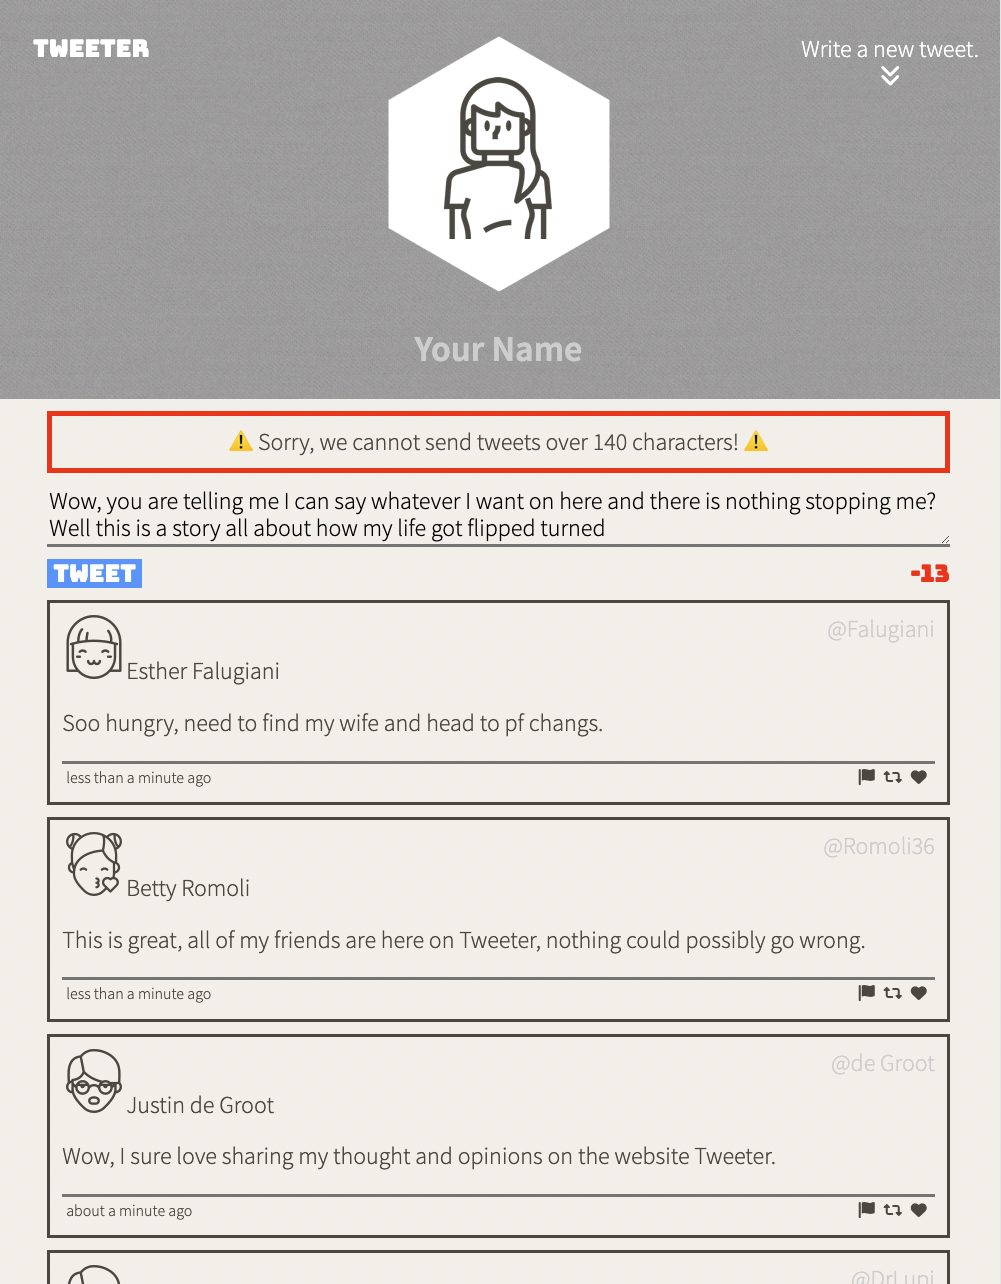 TWEETER
Write a new tweet.
Your Name
⚠️ Sorry, we cannot send tweets over 140 characters! ⚠️
Wow, you are telling me I can say whatever I want on here and there is nothing stopping me?
Well this is a story all about how my life got flipped turned
TWEET
-13
@Falugiani
Esther Falugiani
Soo hungry, need to find my wife and head to pf changs.
less than a minute ago
@Romoli36
Betty Romoli
This is great, all of my friends are here on Tweeter, nothing could possibly go wrong.
less than a minute ago
@de Groot
Justin de Groot
Wow, I sure love sharing my thought and opinions on the website Tweeter.
about a minute ago